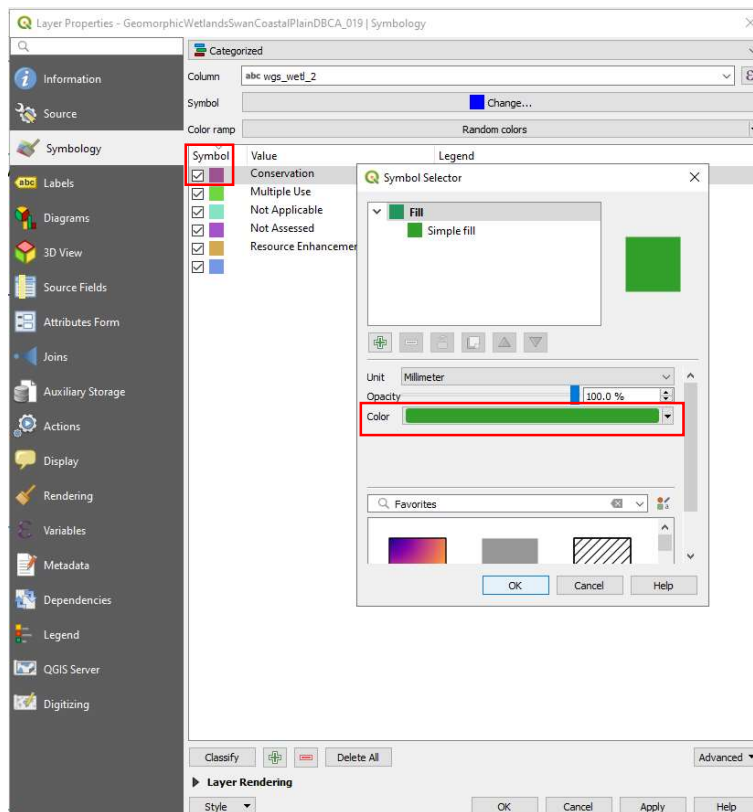 Layer Properties - GeomorphicWetlandsSwanCoastalPlainDBCA_019 | Symbology
Categorized
Information
Column
abc wgs_wetl_2
Source
Symbol
Change...
Color ramp
Random colors
Symbology
Symbol Value Legend
Conservation
Multiple Use
Not Applicable
Not Assessed
Resource Enhancemen
abc Labels
Diagrams
3D View
Source Fields
Attributes Form
Joins
Auxiliary Storage
Actions
Display
Rendering
Variables
Metadata
Dependencies
Legend
QGIS Server
Digitizing
Symbol Selector
Fill
Simple fill
Unit Millimeter
Opacity 100.0 %
Color
Favorites
OK Cancel Help
Classify Delete All Advanced
Layer Rendering
Style OK Cancel Apply Help